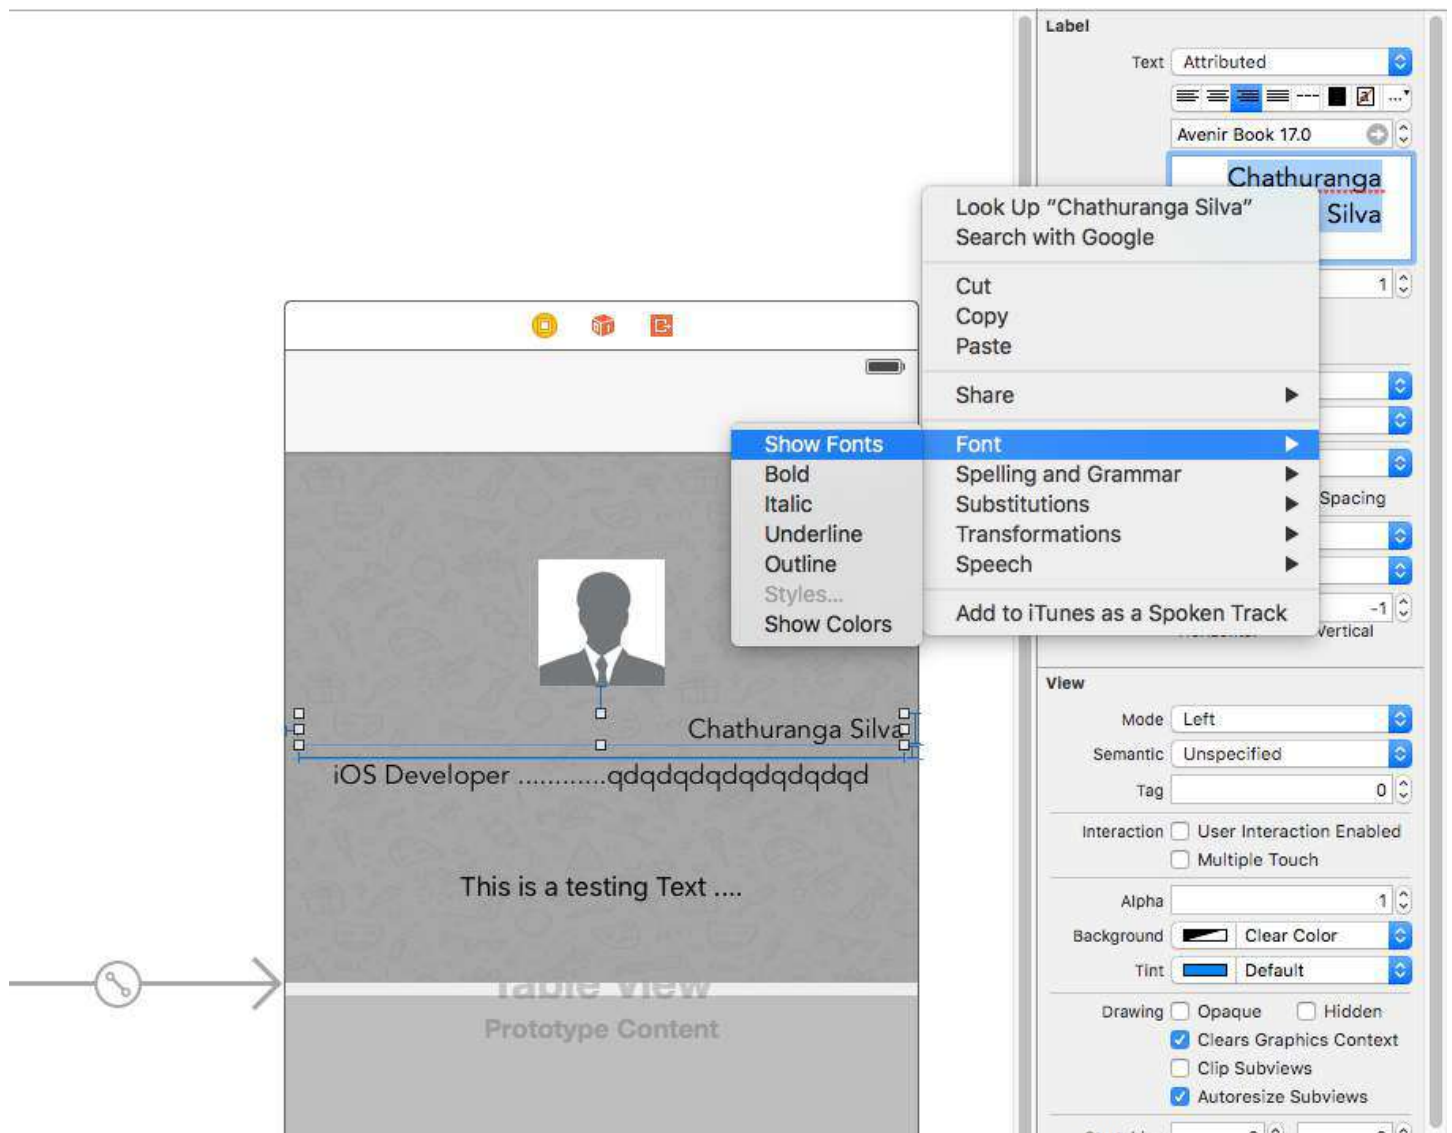 Label
Text Attributed
...
Avenir Book 17.0
Chathuranga
Silva
1
Look Up “Chathuranga Silva”
Search with Google
Cut
Copy
Paste
Share
Font
Spelling and Grammar
Substitutions
Transformations
Speech
Add to iTunes as a Spoken Track
Show Fonts
Bold
Italic
Underline
Outline
Styles...
Show Colors
Spacing
-1
Vertical
Chathuranga Silva
iOS Developer ............qdqdqdqdqdqdqdqd
This is a testing Text ....
Table View
Prototype Content
View
Mode Left
Semantic Unspecified
Tag 0
Interaction User Interaction Enabled
Multiple Touch
Alpha 1
Background Clear Color
Tint Default
Drawing Opaque Hidden
Clears Graphics Context
Clip Subviews
Autoresize Subviews